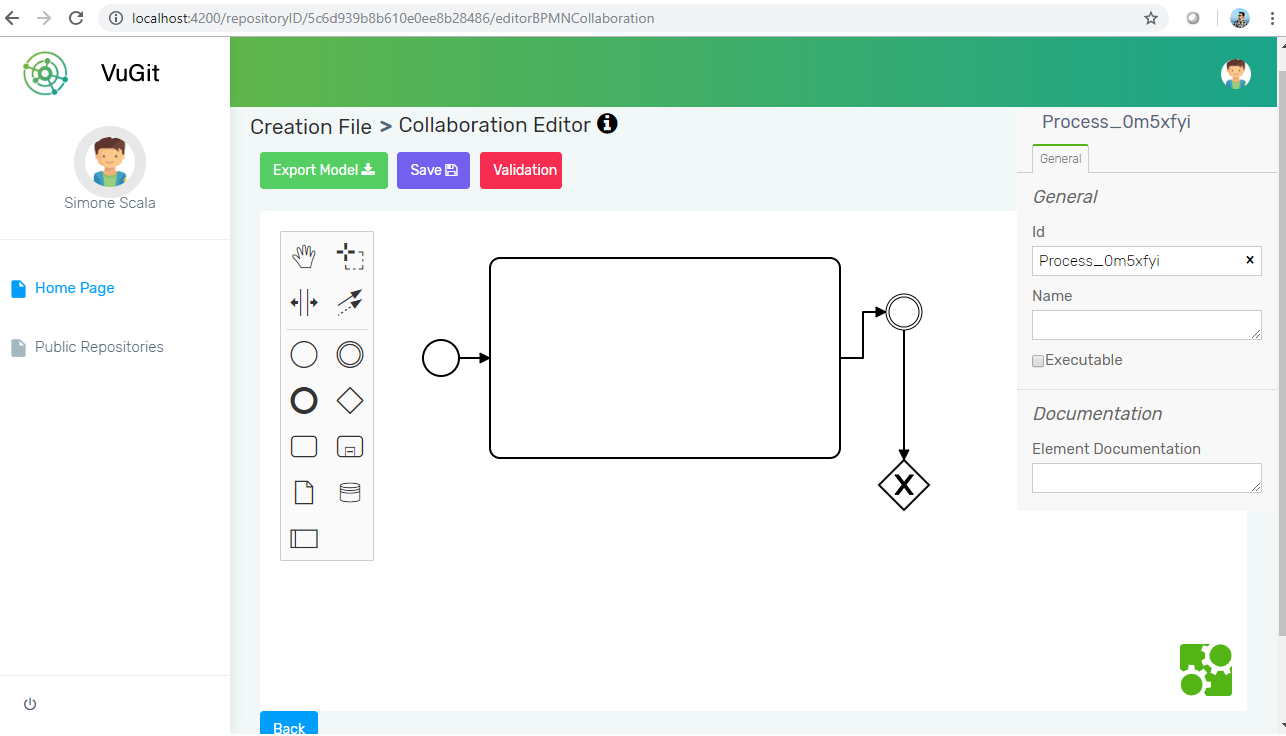 localhost:4200/repositoryID/5c6d939b8b610e0ee8b28486/editorBPMNCollaboration
VuGit
Simone Scala
Home Page
Public Repositories
Creation File > Collaboration Editor
Export Model
Save
Validation
Process_0m5xfyi
General
General
Id
Process_0m5xfyi
Name
Executable
Documentation
Element Documentation
X
Back